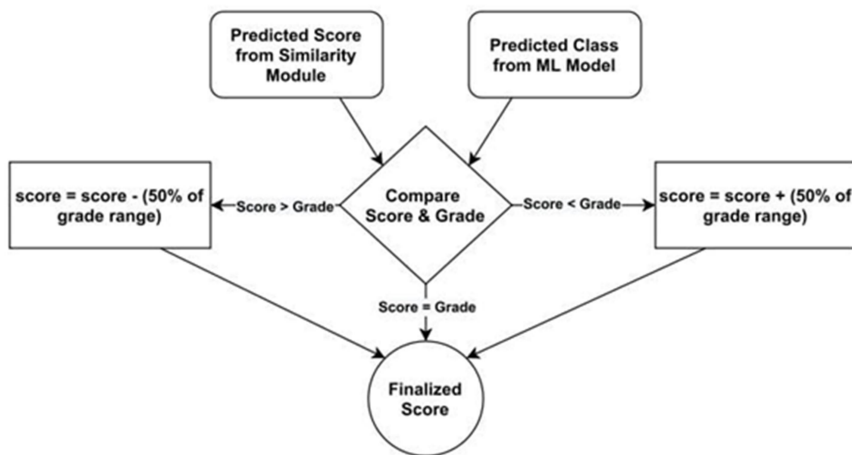 Predicted Score
from Similarity
Module
Predicted Class
from ML Model
score = score - (50% of
grade range)
Score > Grade
Compare
Score & Grade
Score < Grade
score = score + (50% of
grade range)
Score = Grade
Finalized
Score